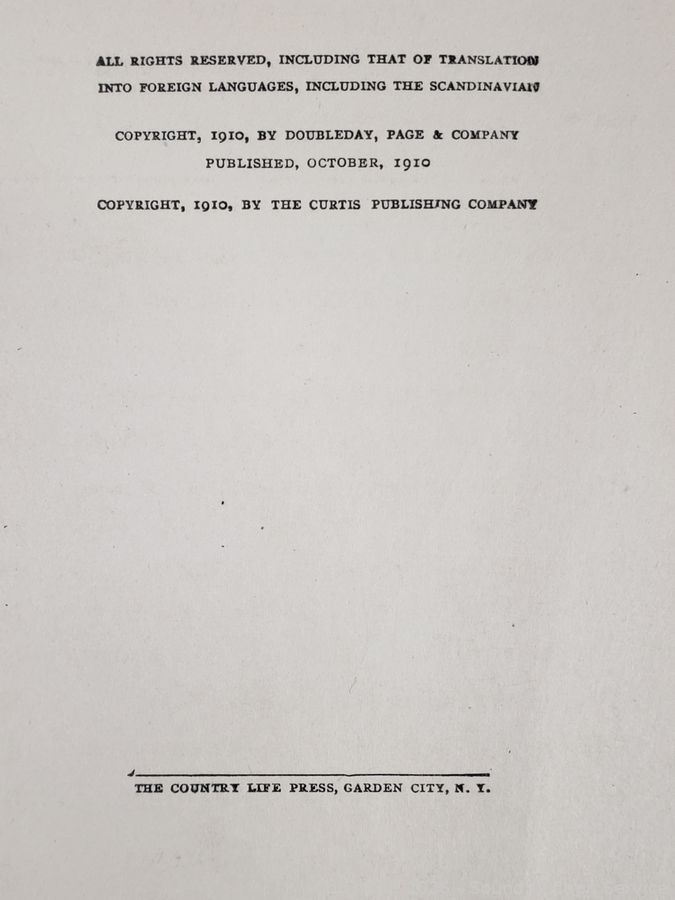 ALL RIGHTS RESERVED, INCLUDING THAT OF TRANSLATION
INTO FOREIGN LANGUAGES, INCLUDING THE SCANDINAVIAN
COPYRIGHT, 1910, BY DOUBLEDAY, PAGE & COMPANY
PUBLISHED, OCTOBER, 1910
COPYRIGHT, 1910, BY THE CURTIS PUBLISHING COMPANY
THE COUNTRY LIFE PRESS, GARDEN CITY, N. Y.